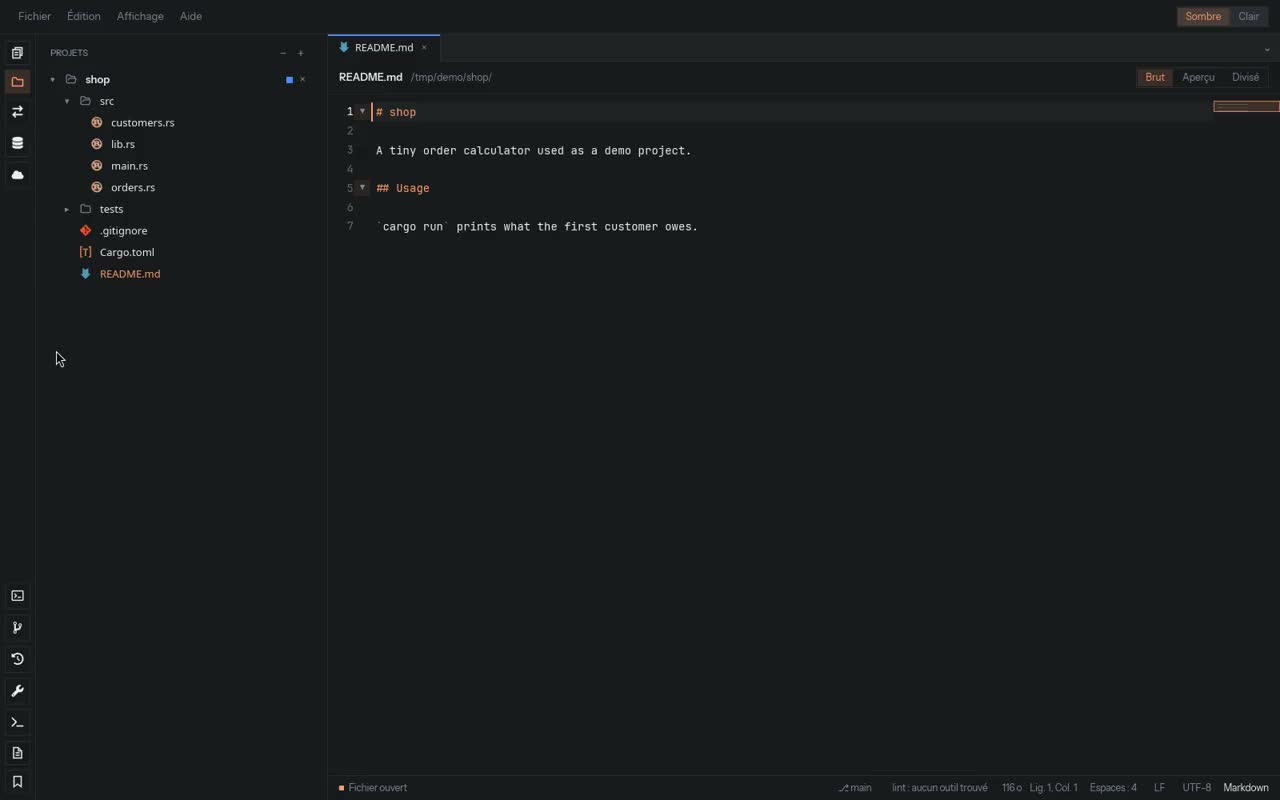 Fichier Édition Affichage Aide Sombre Clair
PROJETS
README.md
shop
src
customers.rs
lib.rs
main.rs
orders.rs
tests
.gitignore
[T] Cargo.toml
README.md
README.md /tmp/demo/shop/ Brut Aperçu Divisé
1 # shop
2
3 A tiny order calculator used as a demo project.
4
5 ## Usage
6
7 `cargo run` prints what the first customer owes.
Fichier ouvert main lint : aucun outil trouvé 116 o Lig. 1, Col. 1 Espaces : 4 LF UTF-8 Markdown